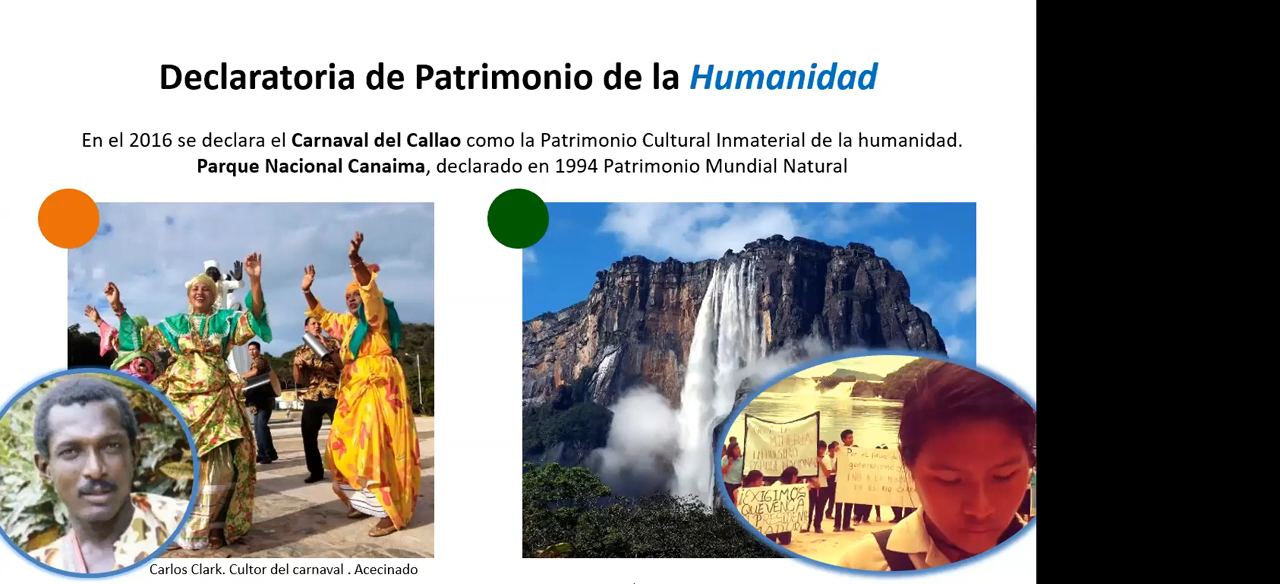 Declaratoria de Patrimonio de la Humanidad
En el 2016 se declara el Carnaval del Callao como la Patrimonio Cultural Inmaterial de la humanidad.
Parque Nacional Canaima, declarado en 1994 Patrimonio Mundial Natural
¡EXIGIMOS
QUE VENGA
Carlos Clark. Cultor del carnaval . Acecinado